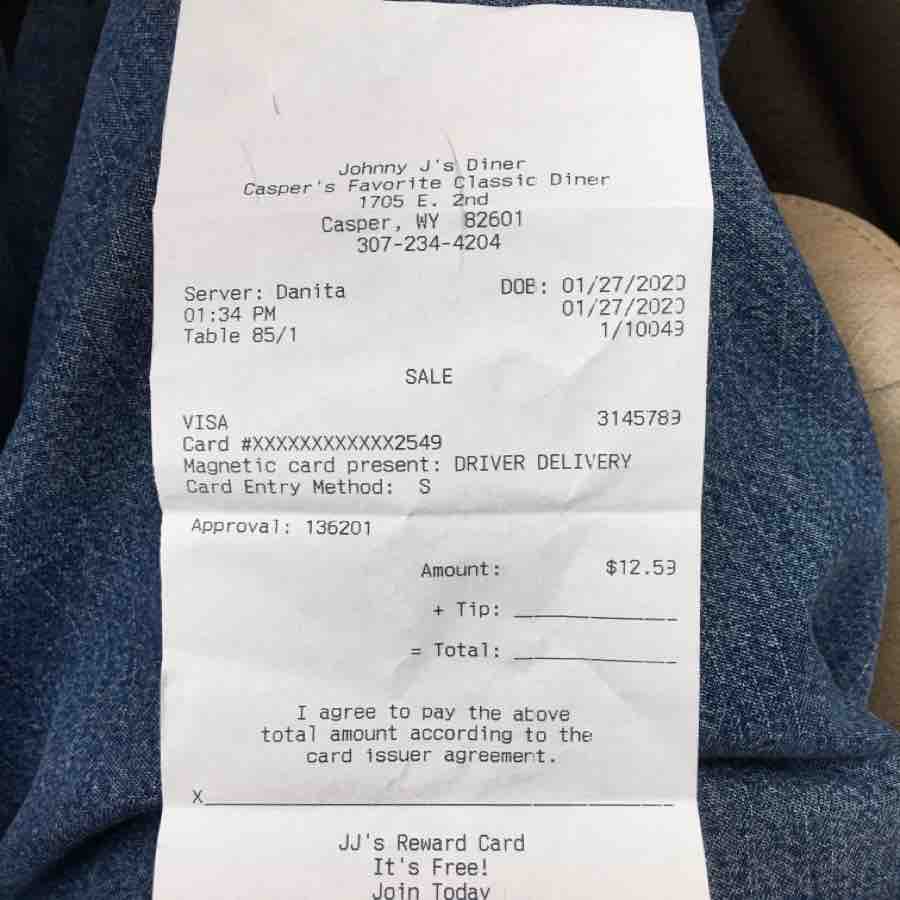 Johnny J's Diner
Casper's Favorite Classic Diner
1705 E. 2nd
Casper, WY 82601
307-234-4204
Server: Danita DOB: 01/27/2020
01:34 PM 01/27/2020
Table 85/1 1/10049
SALE
VISA 3145789
Card #XXXXXXXXXXXX2549
Magnetic card present: DRIVER DELIVERY
Card Entry Method: S
Approval: 136201
Amount: $12.59
+ Tip: ____________
= Total: ____________
I agree to pay the above
total amount according to the
card issuer agreement.
X____________________________________
JJ's Reward Card
It's Free!
Join Today